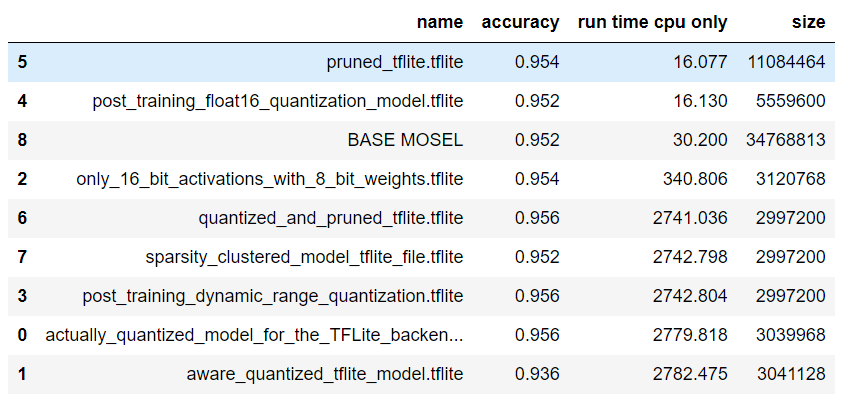 name accuracy run time cpu only size
5 pruned_tflite.tflite 0.954 16.077 11084464
4 post_training_float16_quantization_model.tflite 0.952 16.130 5559600
8 BASE MOSEL 0.952 30.200 34768813
2 only_16_bit_activations_with_8_bit_weights.tflite 0.954 340.806 3120768
6 quantized_and_pruned_tflite.tflite 0.956 2741.036 2997200
7 sparsity_clustered_model_tflite_file.tflite 0.952 2742.798 2997200
3 post_training_dynamic_range_quantization.tflite 0.956 2742.804 2997200
0 actually_quantized_model_for_the_TFLite_backen... 0.956 2779.818 3039968
1 aware_quantized_tflite_model.tflite 0.936 2782.475 3041128